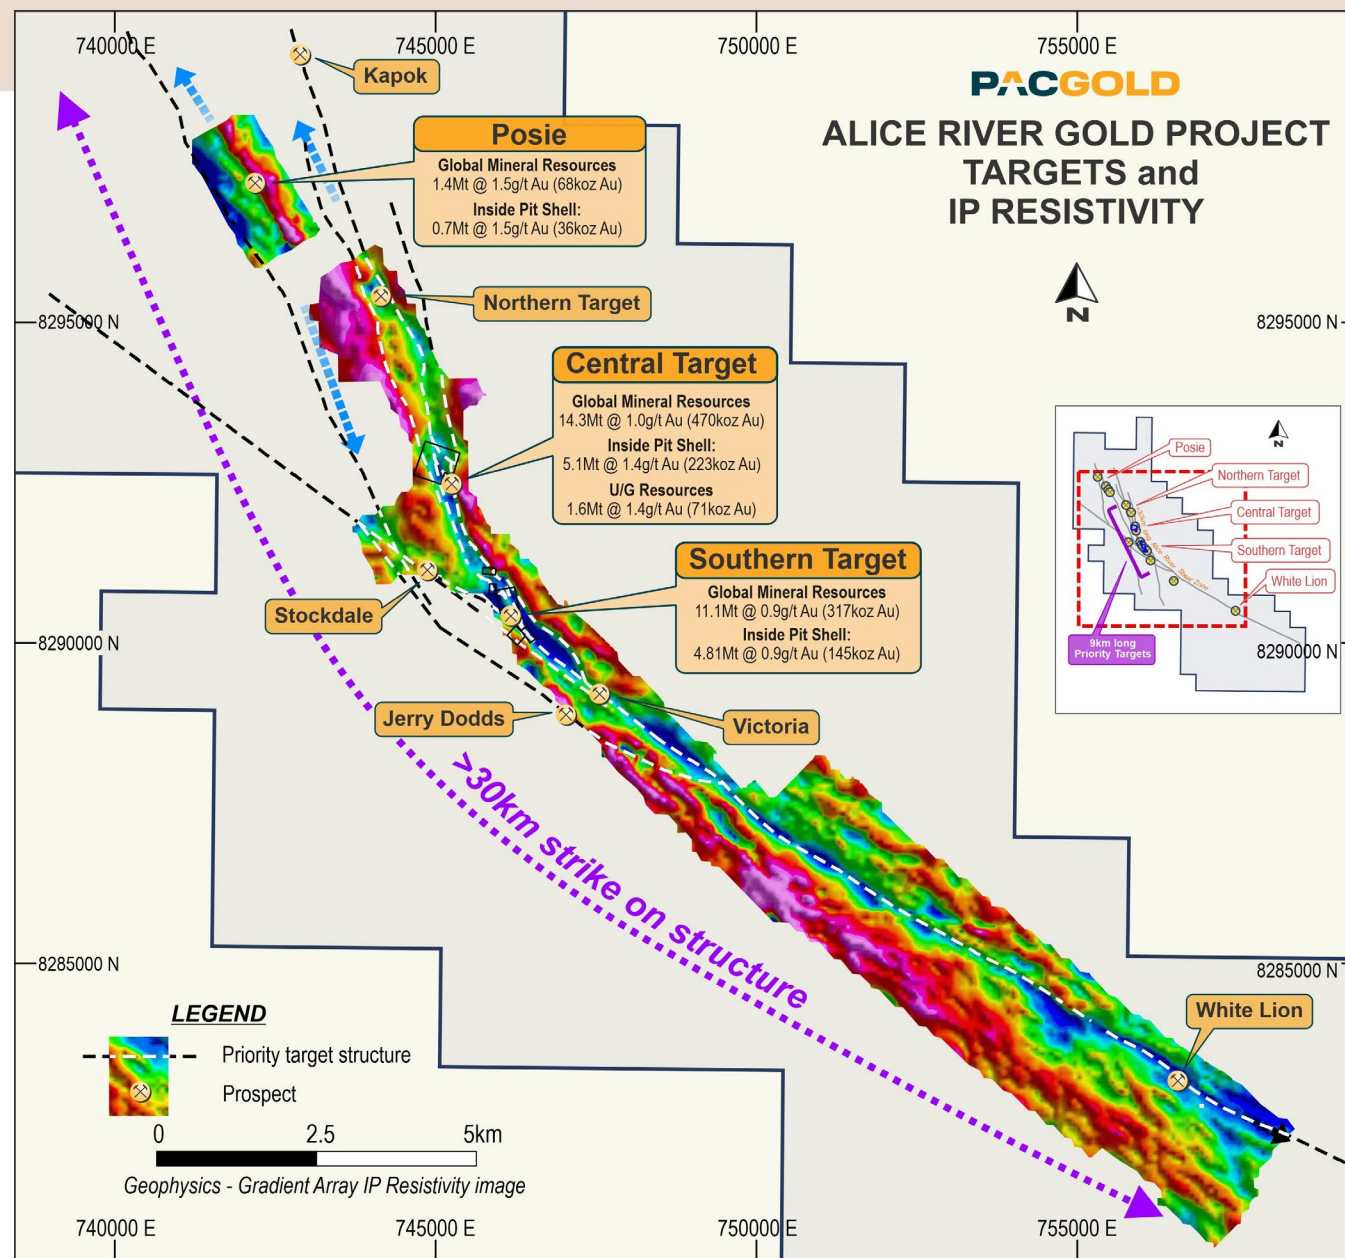 740000 E
745000 E
750000 E
755000 E
Kapok
PACGOLD
ALICE RIVER GOLD PROJECT
TARGETS and
IP RESISTIVITY
N
Posie
Global Mineral Resources
1.4Mt @ 1.5g/t Au (68koz Au)
Inside Pit Shell:
0.7Mt @ 1.5g/t Au (36koz Au)
Northern Target
8295000 N
8295000 N
Central Target
Global Mineral Resources
14.3Mt @ 1.0g/t Au (470koz Au)
Inside Pit Shell:
5.1Mt @ 1.4g/t Au (223koz Au)
U/G Resources
1.6Mt @ 1.4g/t Au (71koz Au)
Southern Target
Global Mineral Resources
11.1Mt @ 0.9g/t Au (317koz Au)
Inside Pit Shell:
4.81Mt @ 0.9g/t Au (145koz Au)
N
Posie
Northern Target
Central Target
Southern Target
White Lion
>30km long Alice River Shear Zone
9km long
Priority Targets
Stockdale
8290000 N
8290000 N
Jerry Dodds
Victoria
>30km strike on structure
8285000 N
8285000 N
White Lion
LEGEND
Priority target structure
Prospect
0 2.5 5km
Geophysics - Gradient Array IP Resistivity image
740000 E
745000 E
750000 E
755000 E